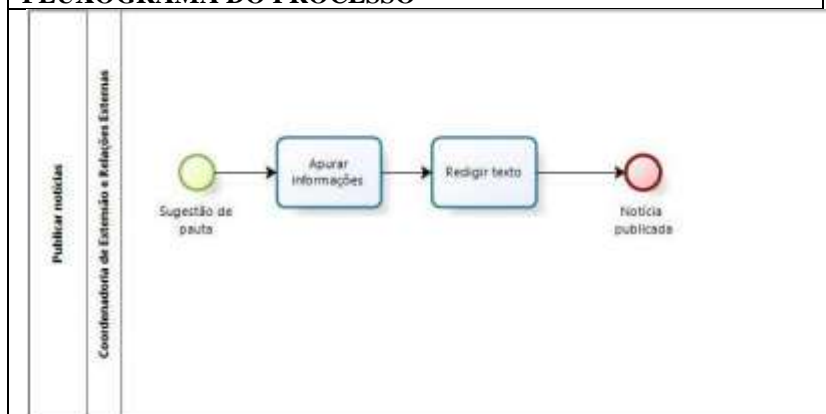 FLUXOGRAMA DO PROCESSO
Publicar notícias
Coordenadoria de Extensão e Relações Externas
Sugestão de
pauta
Apurar
informações
Redigir texto
Notícia
publicada